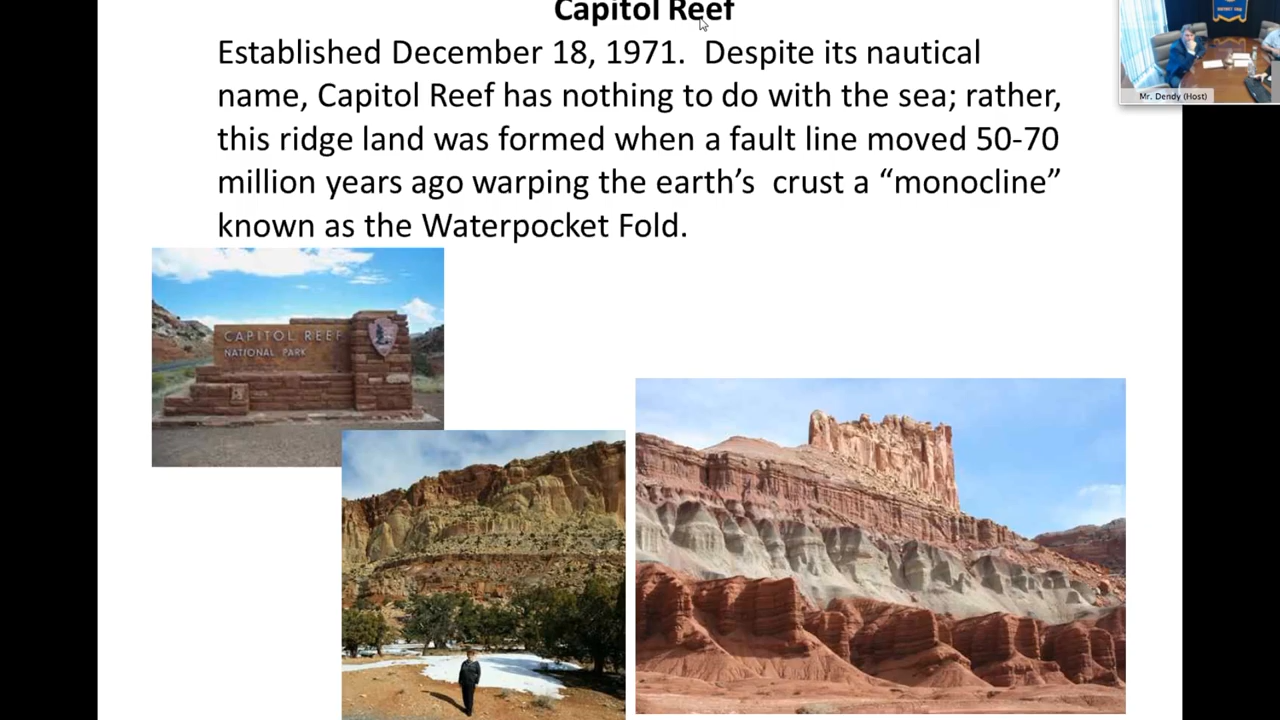 Capitol Reef
Established December 18, 1971.  Despite its nautical
name, Capitol Reef has nothing to do with the sea; rather,
this ridge land was formed when a fault line moved 50-70
million years ago warping the earth’s  crust a “monocline”
known as the Waterpocket Fold.
CAPITOL REEF
NATIONAL PARK
Mr. Dendy (Host)